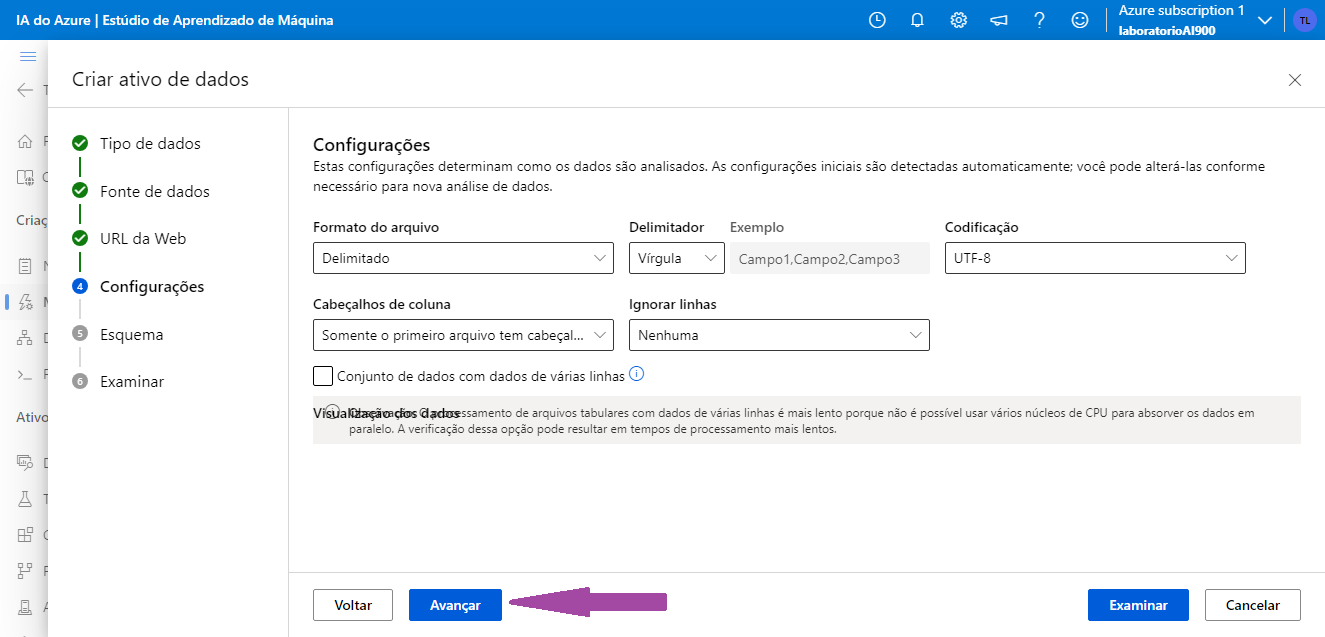 IA do Azure | Estúdio de Aprendizado de Máquina
Azure subscription 1
laboratorioAI900
TL
Criar ativo de dados
Criaç
Ativo
Tipo de dados
Fonte de dados
URL da Web
4 Configurações
5 Esquema
6 Examinar
Configurações
Estas configurações determinam como os dados são analisados. As configurações iniciais são detectadas automaticamente; você pode alterá-las conforme
necessário para nova análise de dados.
Formato do arquivo
Delimitado
Delimitador
Vírgula
Exemplo
Campo1,Campo2,Campo3
Codificação
UTF-8
Cabeçalhos de coluna
Somente o primeiro arquivo tem cabeçal...
Ignorar linhas
Nenhuma
Conjunto de dados com dados de várias linhas
Visualização dos dados
processamento de arquivos tabulares com dados de várias linhas é mais lento porque não é possível usar vários núcleos de CPU para absorver os dados em
paralelo. A verificação dessa opção pode resultar em tempos de processamento mais lentos.
Voltar
Avançar
Examinar
Cancelar